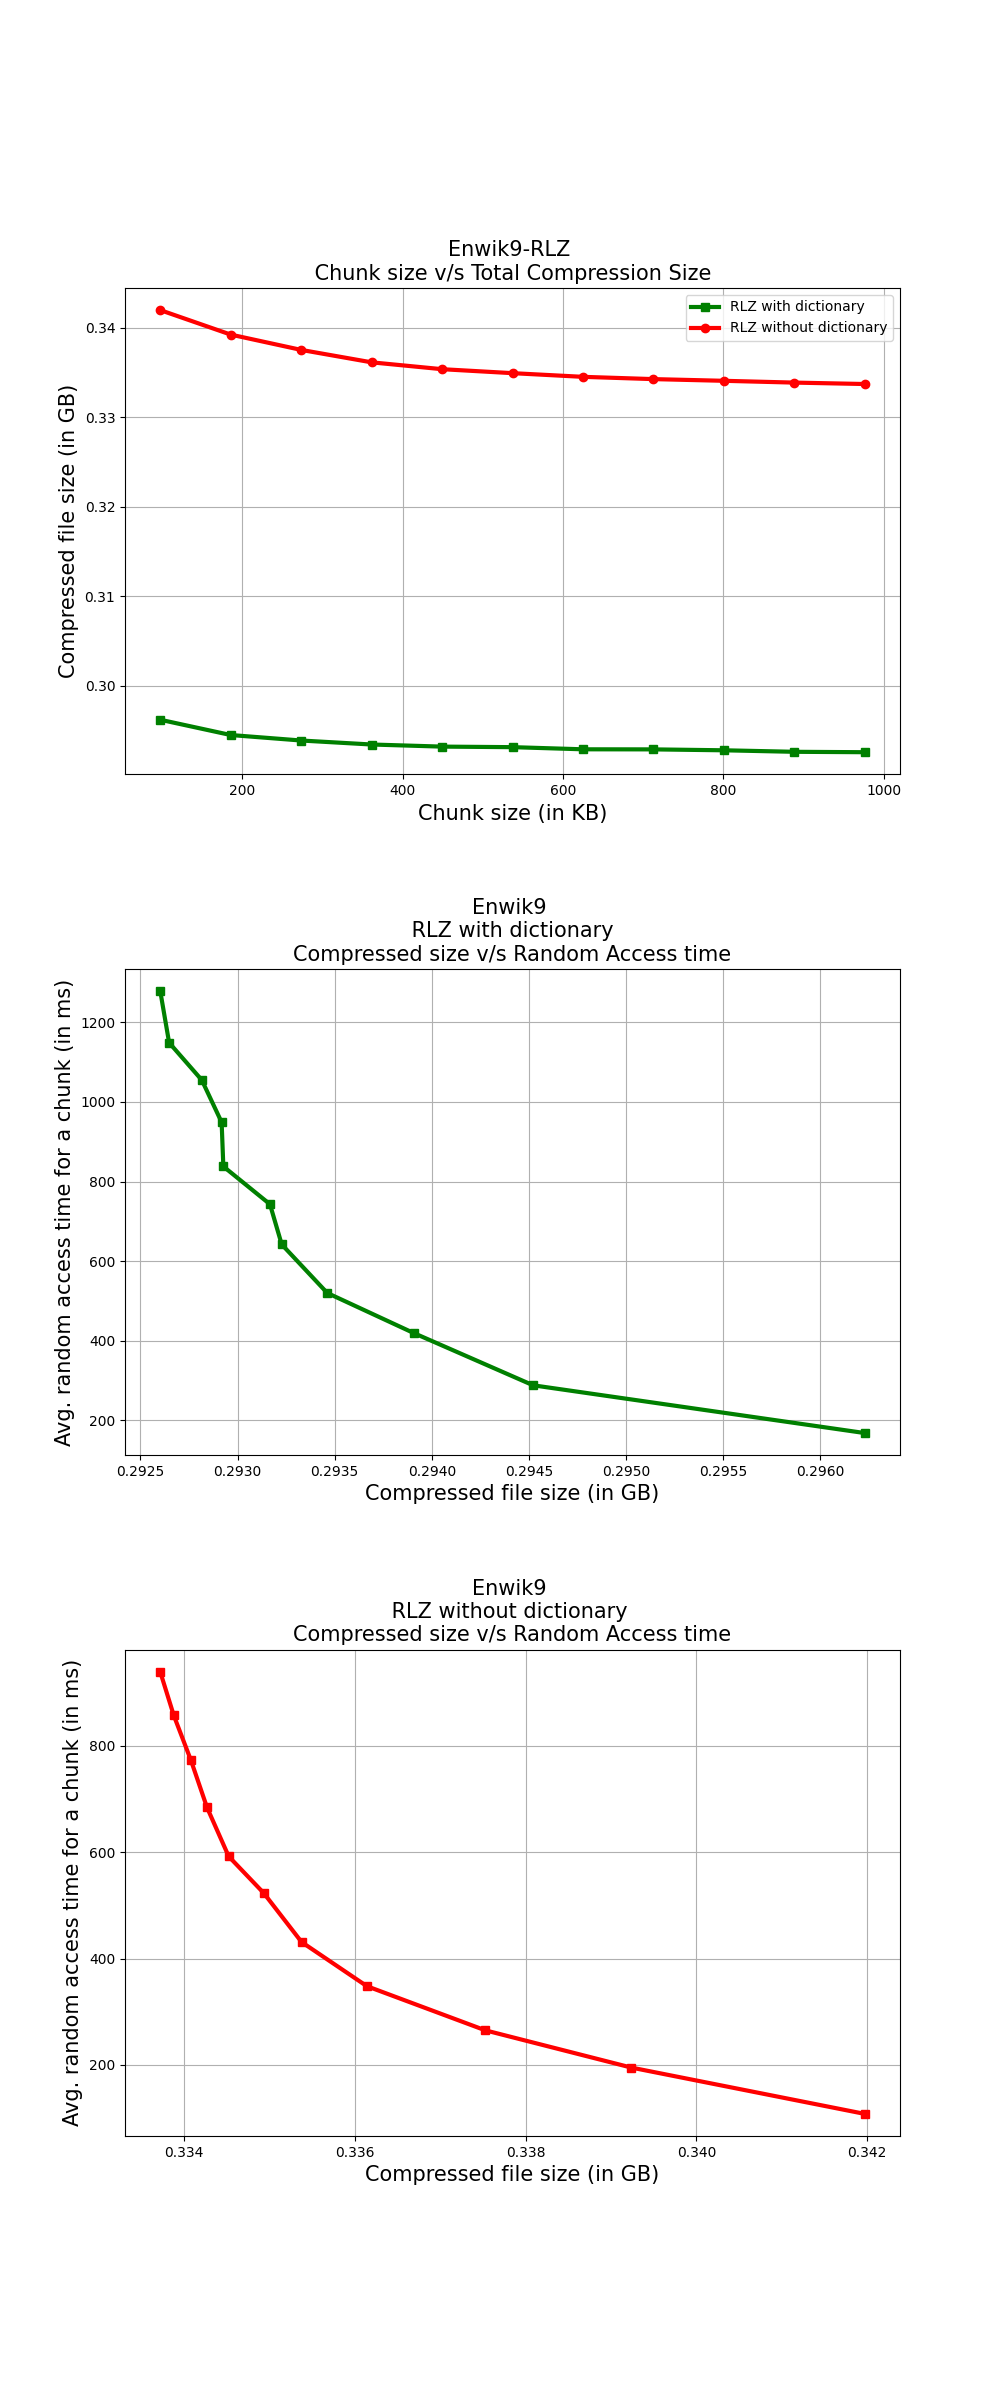 Enwik9-RLZ
Chunk size v/s Total Compression Size
RLZ with dictionary
RLZ without dictionary
Compressed file size (in GB)
0.34
0.33
0.32
0.31
0.30
200 400 600 800 1000
Chunk size (in KB)
Enwik9
RLZ with dictionary
Compressed size v/s Random Access time
Avg. random access time for a chunk (in ms)
1200
1000
800
600
400
200
0.2925 0.2930 0.2935 0.2940 0.2945 0.2950 0.2955 0.2960
Compressed file size (in GB)
Enwik9
RLZ without dictionary
Compressed size v/s Random Access time
Avg. random access time for a chunk (in ms)
800
600
400
200
0.334 0.336 0.338 0.340 0.342
Compressed file size (in GB)